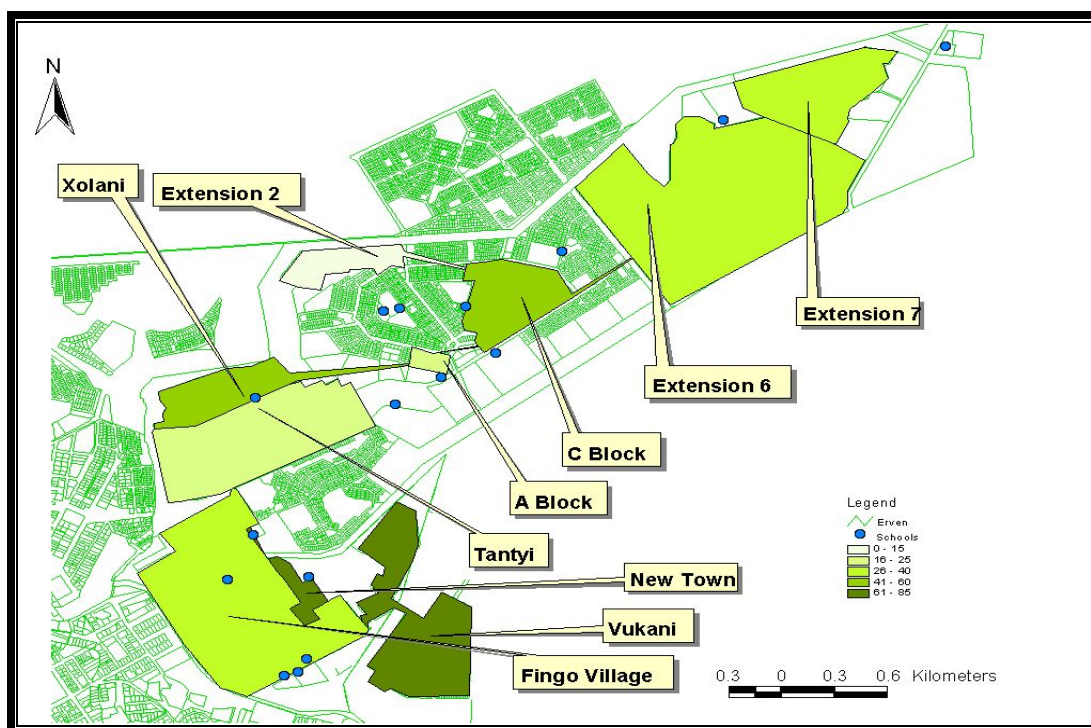 N
Xolani
Extension 2
Extension 7
Extension 6
C Block
A Block
Tantyi
New Town
Vukani
Fingo Village
Legend
Erven
Schools
0 - 15
16 - 25
26 - 40
41 - 60
61 - 85
0.3 0 0.3 0.6 Kilometers